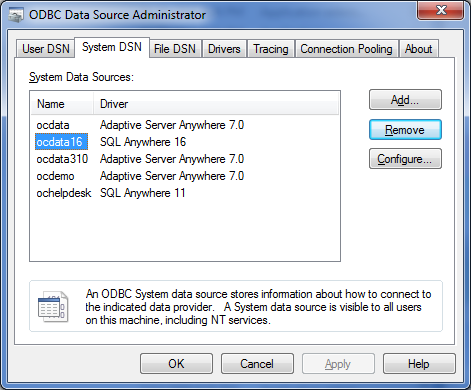 ODBC Data Source Administrator
User DSN System DSN File DSN Drivers Tracing Connection Pooling About
System Data Sources:
Name Driver
ocdata Adaptive Server Anywhere 7.0
ocdata16 SQL Anywhere 16
ocdata310 Adaptive Server Anywhere 7.0
ocdemo Adaptive Server Anywhere 7.0
ochelpdesk SQL Anywhere 11
Add...
Remove
Configure...
An ODBC System data source stores information about how to connect to
the indicated data provider. A System data source is visible to all users
on this machine, including NT services.
OK Cancel Apply Help